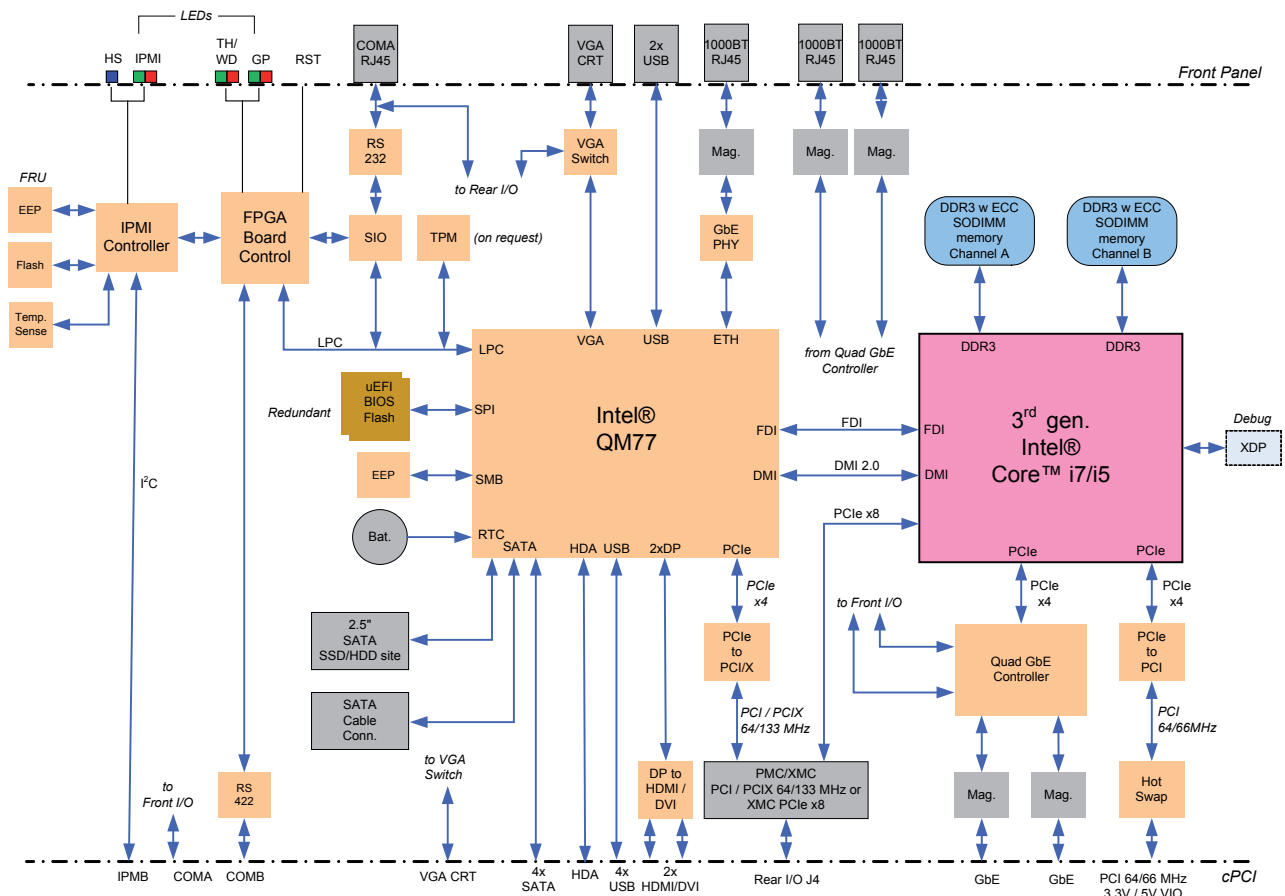 LEDs
HS
IPMI
TH/
WD
GP
RST
COMA
RJ45
VGA
CRT
2x
USB
1000BT
RJ45
1000BT
RJ45
1000BT
RJ45
Front Panel
RS
232
VGA
Switch
Mag.
Mag.
Mag.
to Rear I/O
FRU
EEP
Flash
Temp.
Sense
IPMI
Controller
FPGA
Board
Control
SIO
TPM
(on request)
GbE
PHY
DDR3 w ECC
SODIMM
memory
Channel A
DDR3 w ECC
SODIMM
memory
Channel B
LPC
LPC
VGA
USB
ETH
from Quad GbE
Controller
DDR3
DDR3
Redundant
uEFI
BIOS
Flash
SPI
Intel®
QM77
FDI
FDI
FDI
3rd gen.
Intel®
Core™ i7/i5
Debug
XDP
I²C
EEP
SMB
DMI
DMI 2.0
DMI
Bat.
RTC
SATA
HDA
USB
2xDP
PCIe
PCIe x8
PCIe
PCIe
PCIe
x4
PCIe
x4
PCIe
x4
to Front I/O
2.5"
SATA
SSD/HDD site
PCIe
to
PCI/X
Quad GbE
Controller
PCIe
to
PCI
SATA
Cable
Conn.
PCI / PCIX
64/133 MHz
PCI
64/66MHz
to VGA
Switch
to
Front I/O
RS
422
DP to
HDMI /
DVI
PMC/XMC
PCI / PCIX 64/133 MHz or
XMC PCIe x8
Mag.
Mag.
Hot
Swap
IPMB
COMA
COMB
VGA CRT
4x
SATA
HDA
4x
USB
2x
HDMI/DVI
Rear I/O J4
GbE
GbE
cPCI
PCI 64/66 MHz
3.3V / 5V VIO